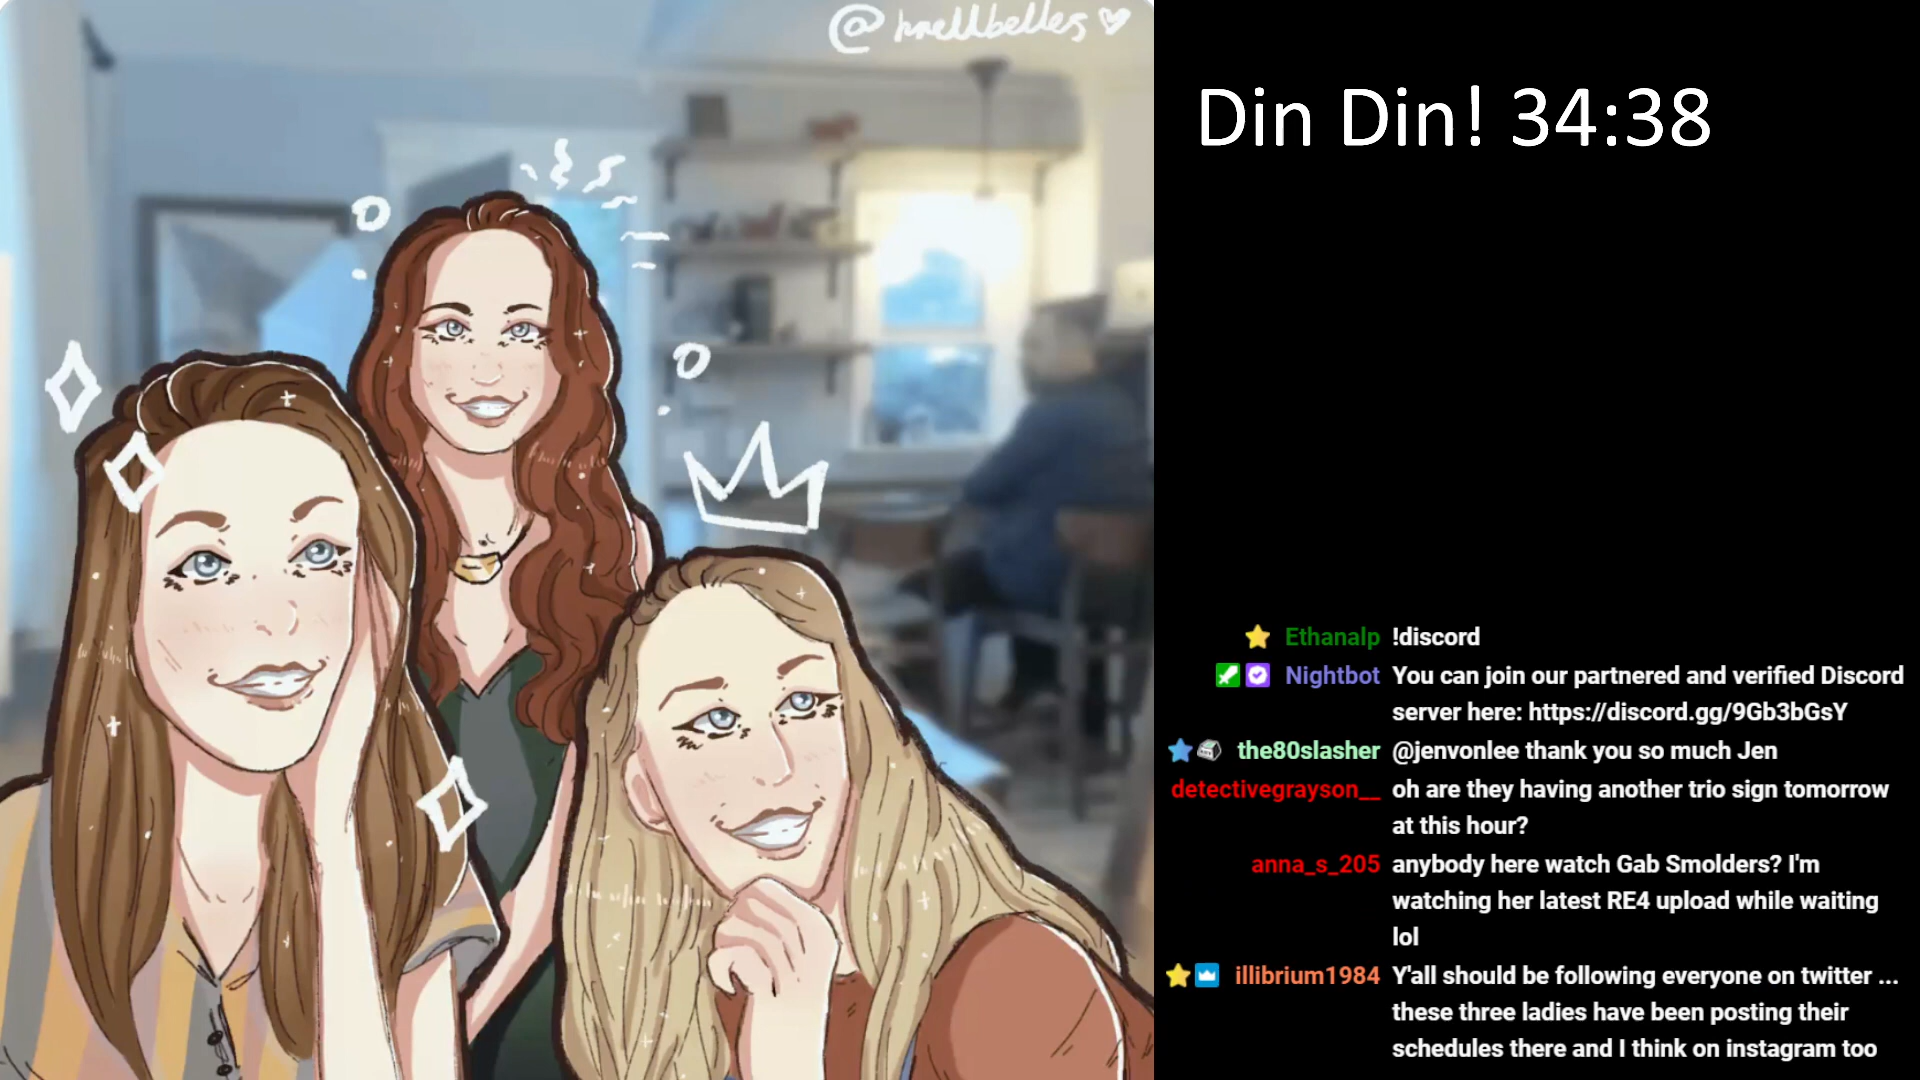 @knellbelles
Din Din! 34:38
Ethanalp !discord
Nightbot You can join our partnered and verified Discord
server here: https://discord.gg/9Gb3bGsY
the80slasher @jenvonlee thank you so much Jen
detectivegrayson__ oh are they having another trio sign tomorrow
at this hour?
anna_s_205 anybody here watch Gab Smolders? I'm
watching her latest RE4 upload while waiting
lol
illibrium1984 Y'all should be following everyone on twitter ...
these three ladies have been posting their
schedules there and I think on instagram too